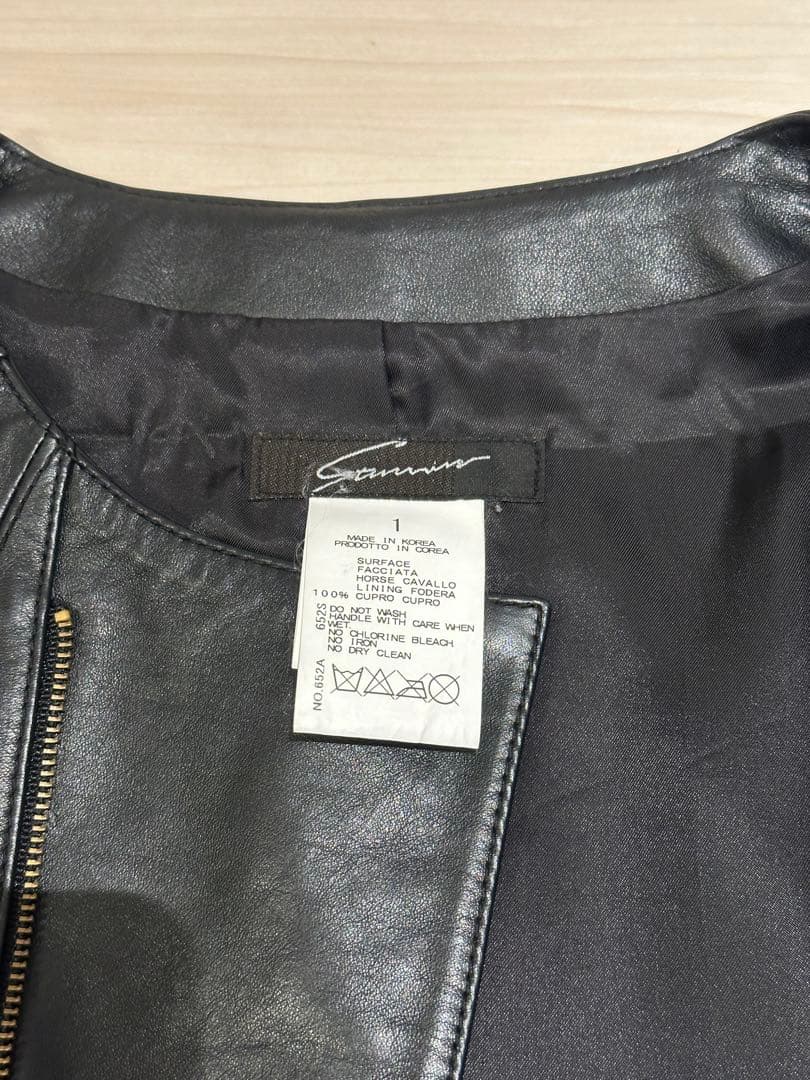 1
MADE IN KOREA
PRODOTTO IN COREA
SURFACE
FACCIATA
HORSE CAVALLO
LINING FODERA
100% CUPRO CUPRO
DO NOT WASH
HANDLE WITH CARE WHEN
WET.
NO CHLORINE BLEACH
NO IRON
NO DRY CLEAN
NO.652A 652S